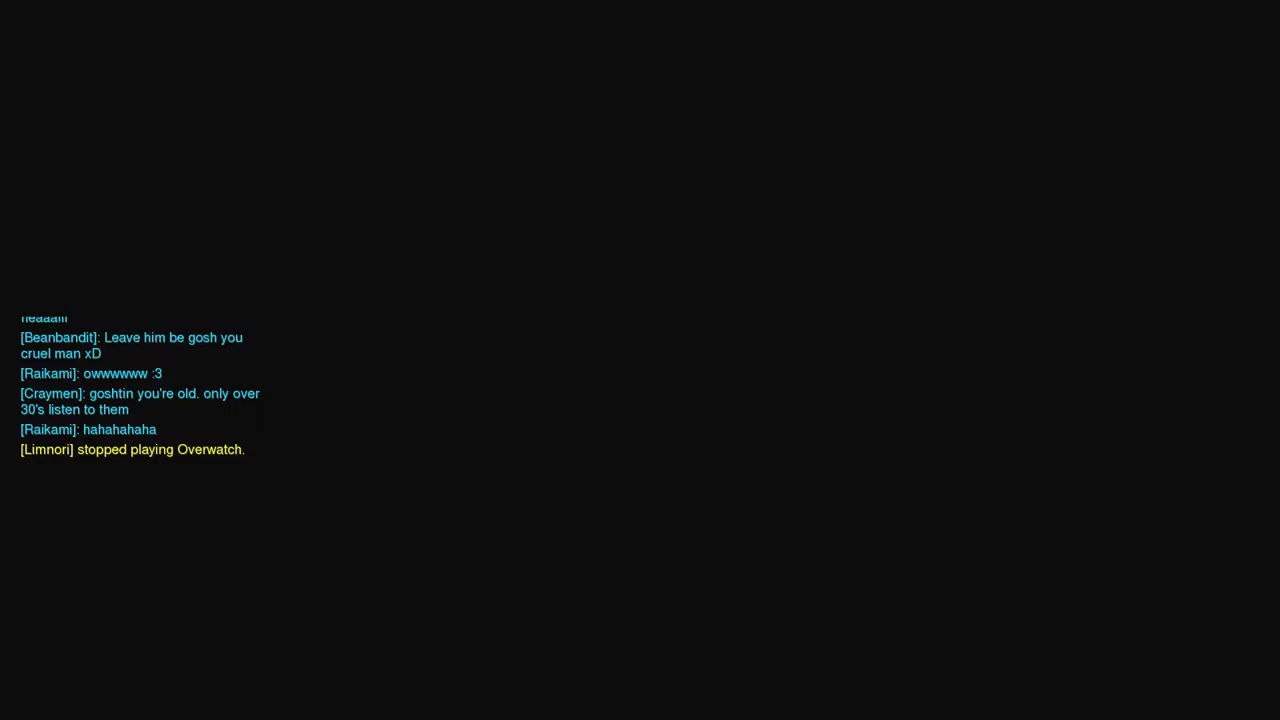 [Beanbandit]: Leave him be gosh you
cruel man xD
[Raikami]: owwwwww :3
[Craymen]: goshtin you're old. only over
30's listen to them
[Raikami]: hahahahaha
[Limnori] stopped playing Overwatch.